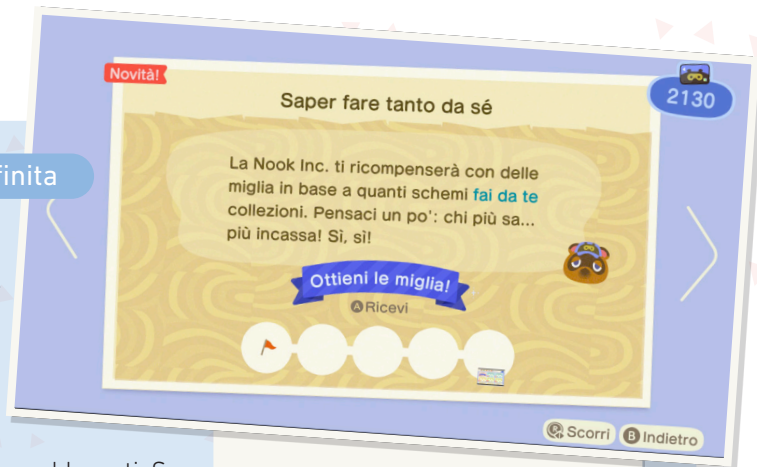 Novità!
2130
Saper fare tanto da sé
La Nook Inc. ti ricompenserà con delle
miglia in base a quanti schemi fai da te
collezioni. Pensaci un po': chi più sa...
più incassa! Sì, sì!
Ottieni le miglia!
A Ricevi
R Scorri B Indietro